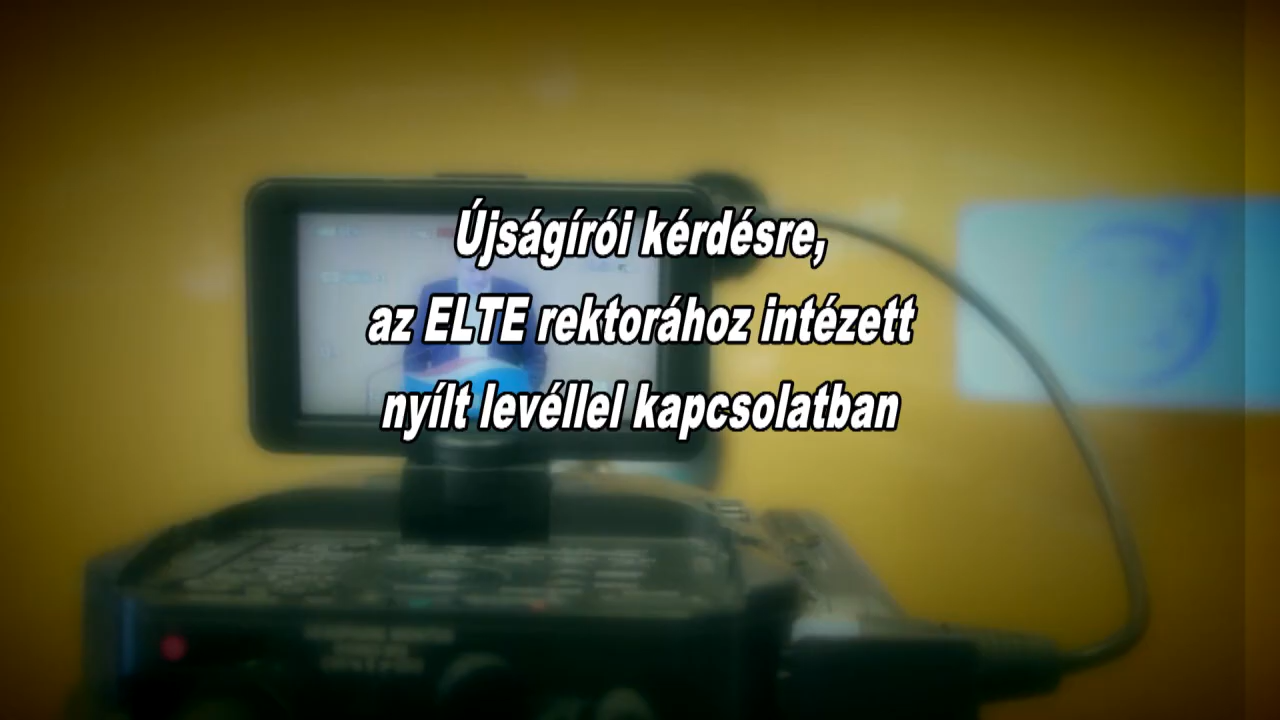 Újságírói kérdésre,
az ELTE rektorához intézett
nyílt levéllel kapcsolatban